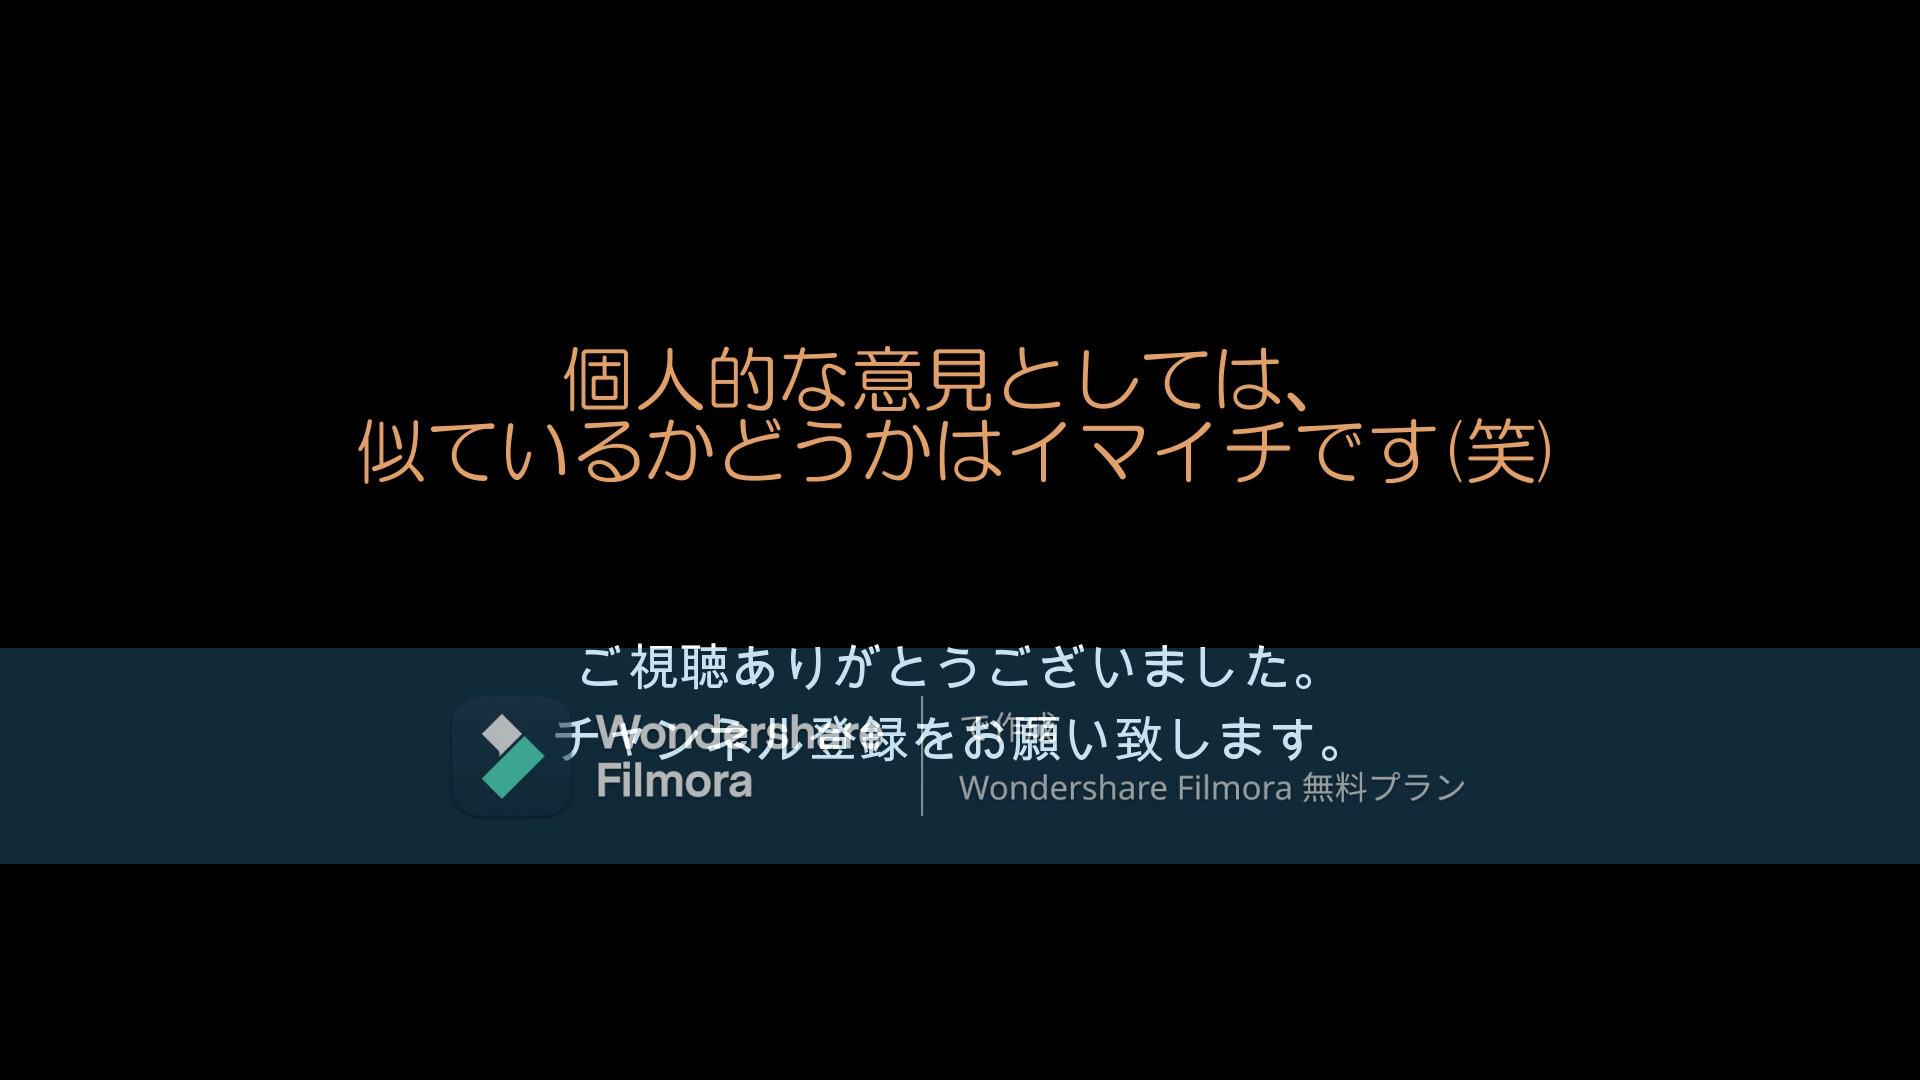 個人的な意見としては、
似ているかどうかはイマイチです(笑)
ご視聴ありがとうございました。
チャンネル登録をお願い致します。
Wondershare
Filmora
で作成
Wondershare Filmora 無料プラン